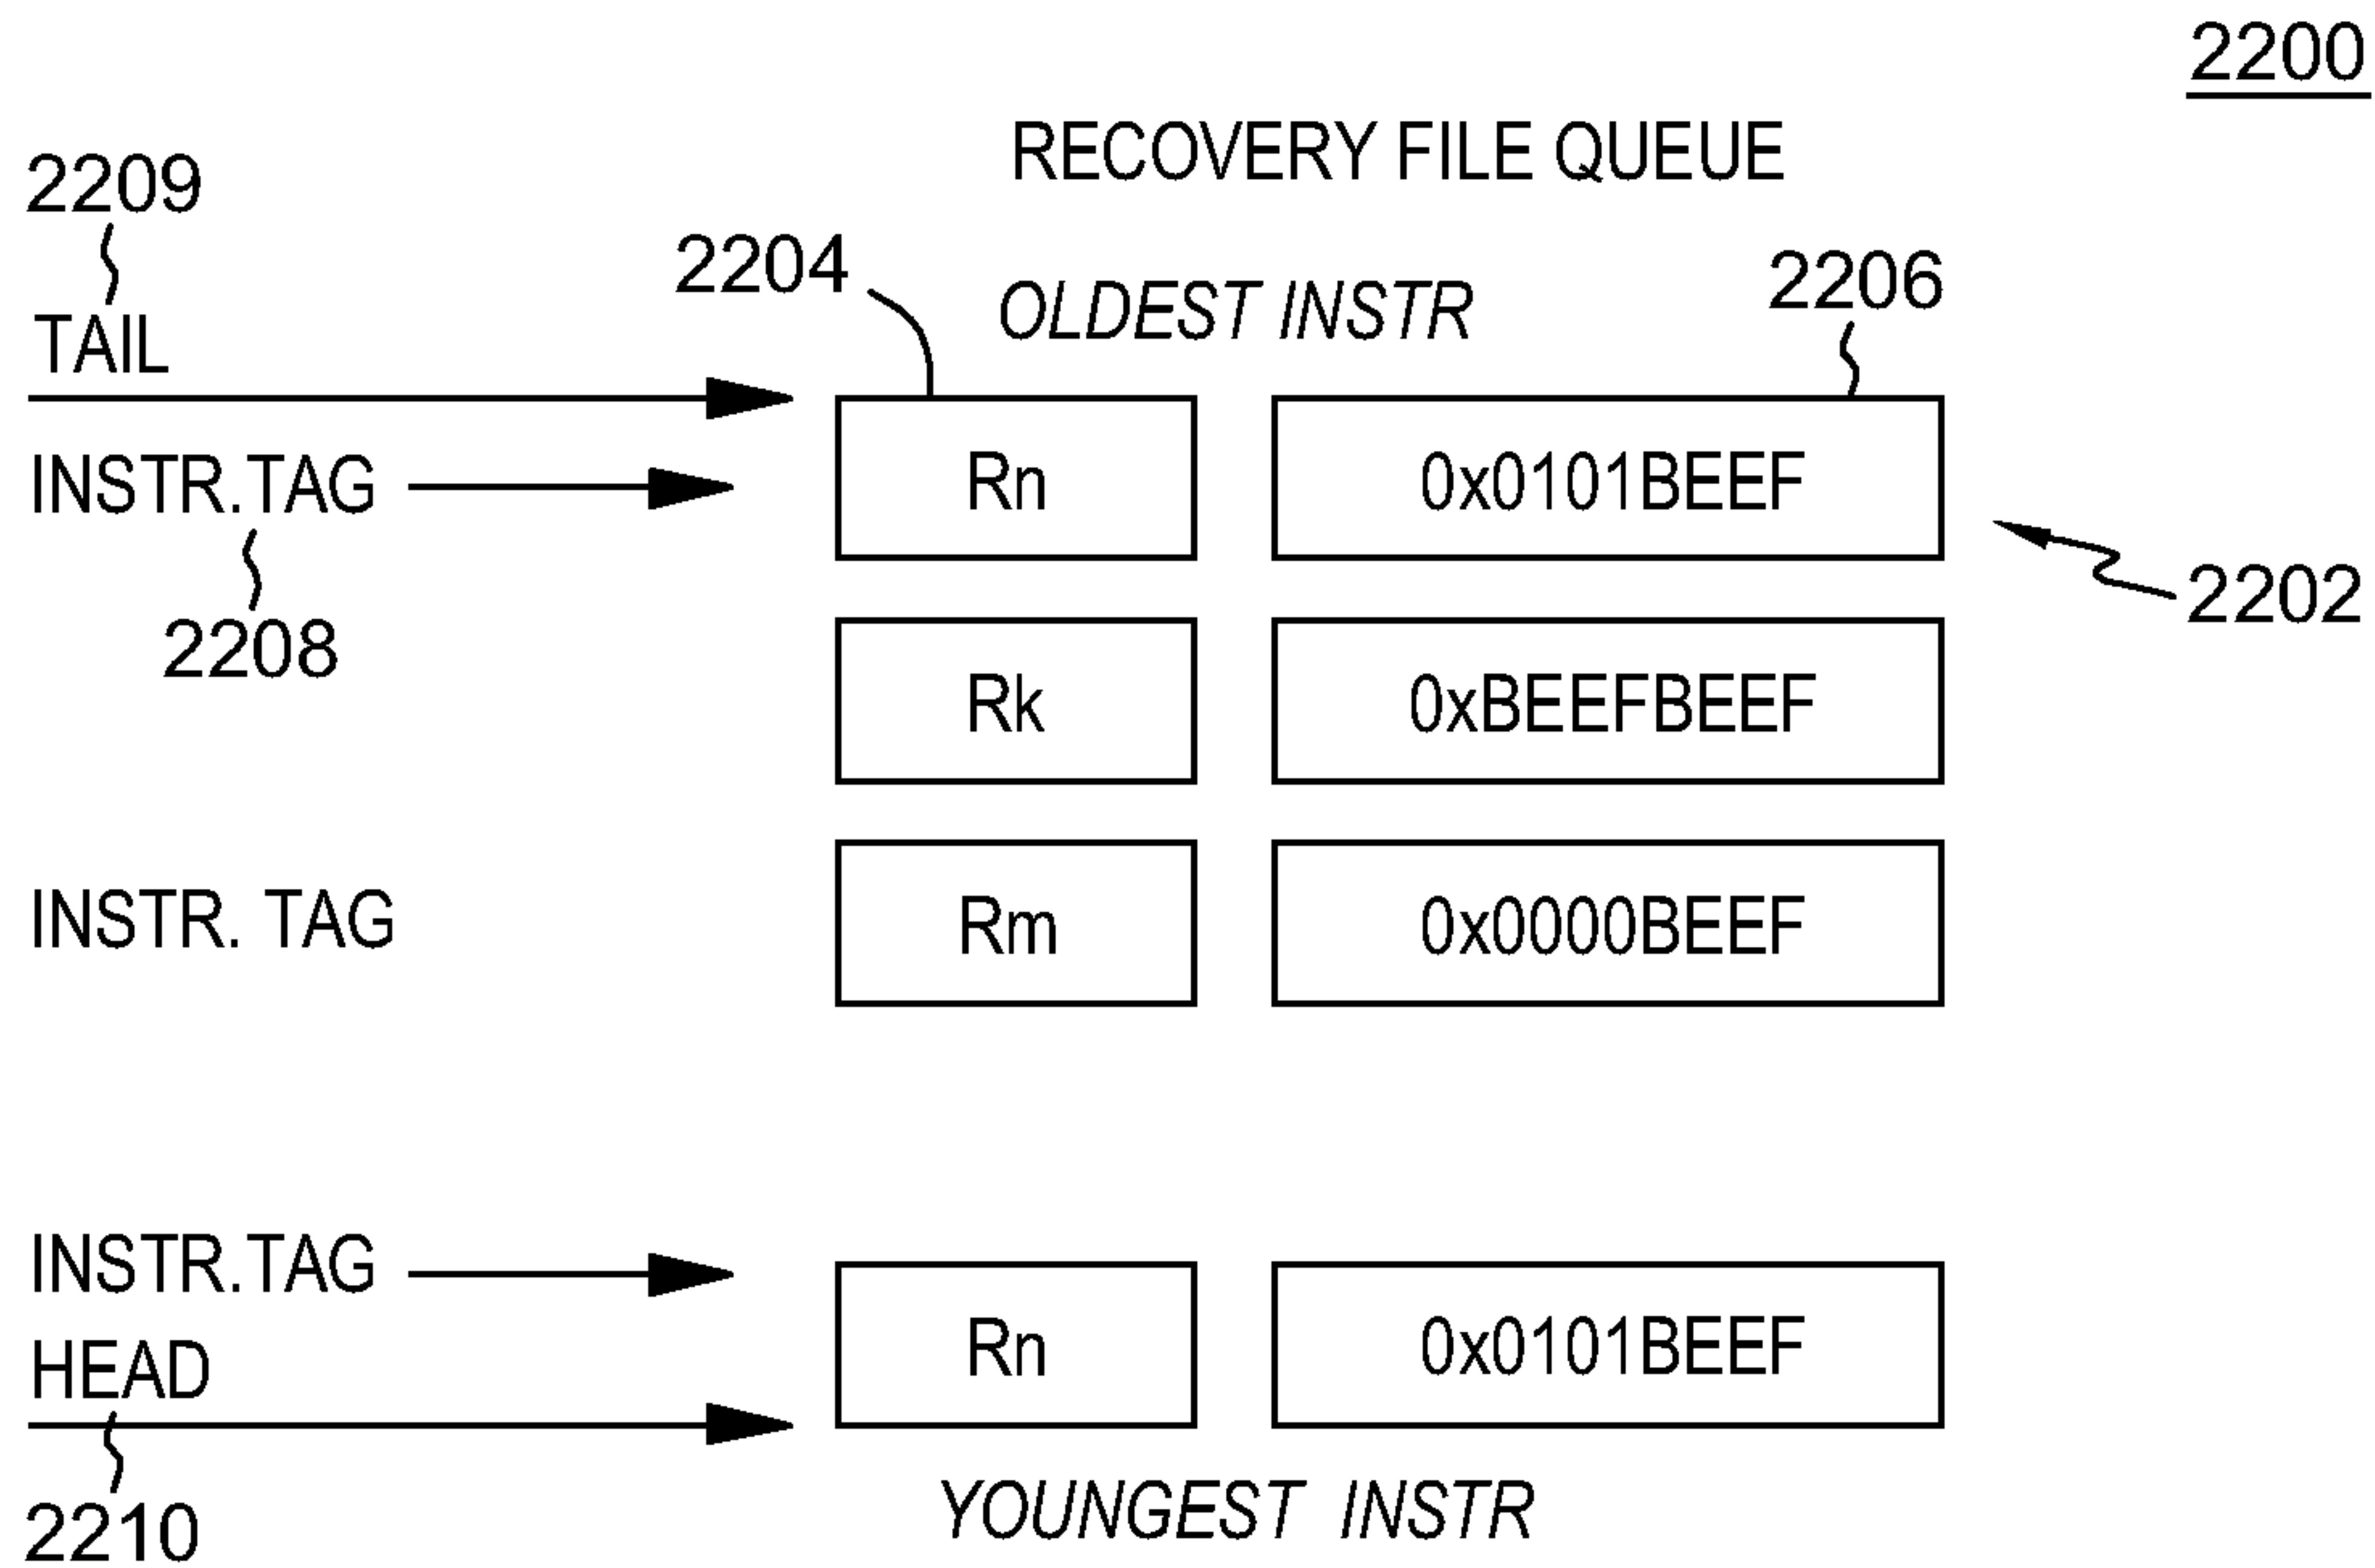 2200
RECOVERY FILE QUEUE
2209
2204
OLDEST INSTR
2206
TAIL
INSTR.TAG
Rn
0x0101BEEF
2202
2208
Rk
0xBEEFBEEF
INSTR. TAG
Rm
0x0000BEEF
INSTR.TAG
Rn
0x0101BEEF
HEAD
2210
YOUNGEST INSTR